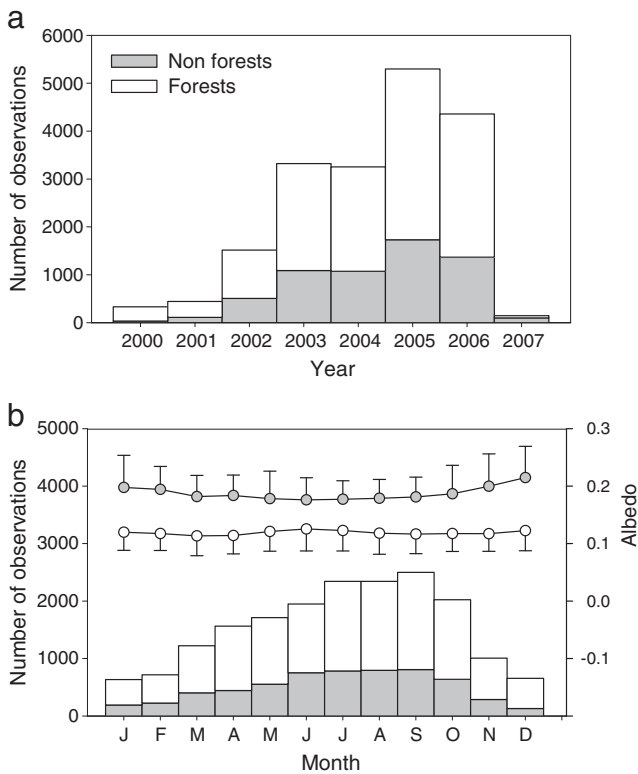 a
6000
5000
4000
3000
2000
1000
0
Number of observations
Non forests
Forests
2000 2001 2002 2003 2004 2005 2006 2007
Year
b
5000
4000
3000
2000
1000
0
Number of observations
0.3
0.2
0.1
0.0
-0.1
Albedo
J F M A M J J A S O N D
Month